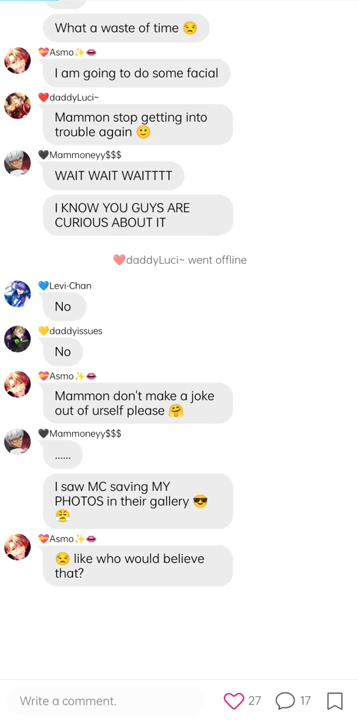 What a waste of time 😒
💝Asmo✨👄
I am going to do some facial
❤️daddyLuci~
Mammon stop getting into
trouble again 🙂
🖤Mammoneyy$$$
WAIT WAIT WAITTTT
I KNOW YOU GUYS ARE
CURIOUS ABOUT IT
❤️daddyLuci~ went offline
💙Levi-Chan
No
💛daddyissues
No
💝Asmo✨👄
Mammon don't make a joke
out of urself please 🤗
🖤Mammoneyy$$$
......
I saw MC saving MY
PHOTOS in their gallery 😎
😤
💝Asmo✨👄
😒 like who would believe
that?
Write a comment.
27
17